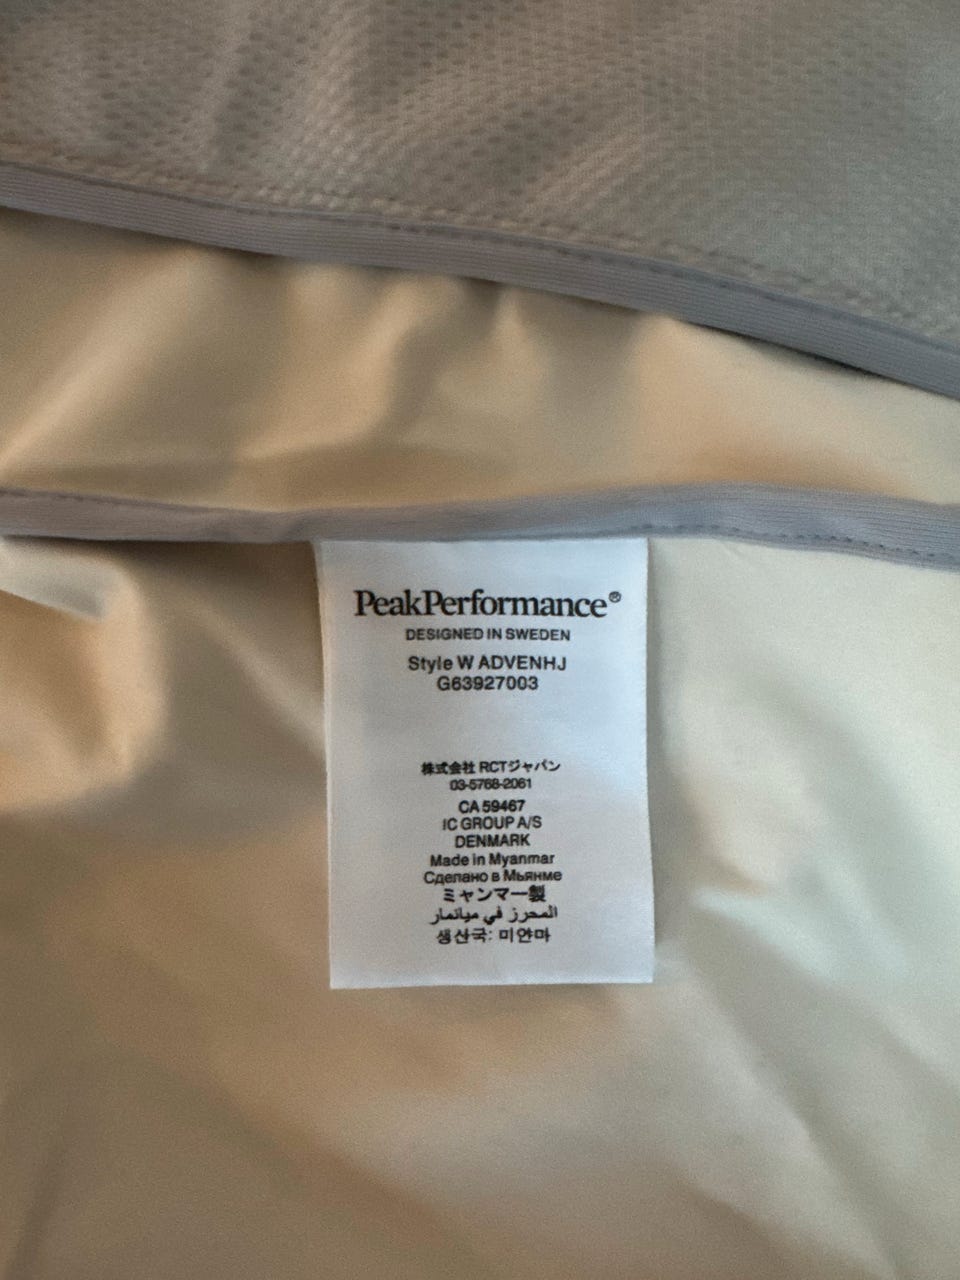 PeakPerformance®
DESIGNED IN SWEDEN
Style W ADVENHJ
G63927003
株式会社 RCTジャパン
03-5768-2061
CA 59467
IC GROUP A/S
DENMARK
Made in Myanmar
Сделано в Мьянме
ミャンマー製
المحرز في ميانمار
생산국: 미얀마